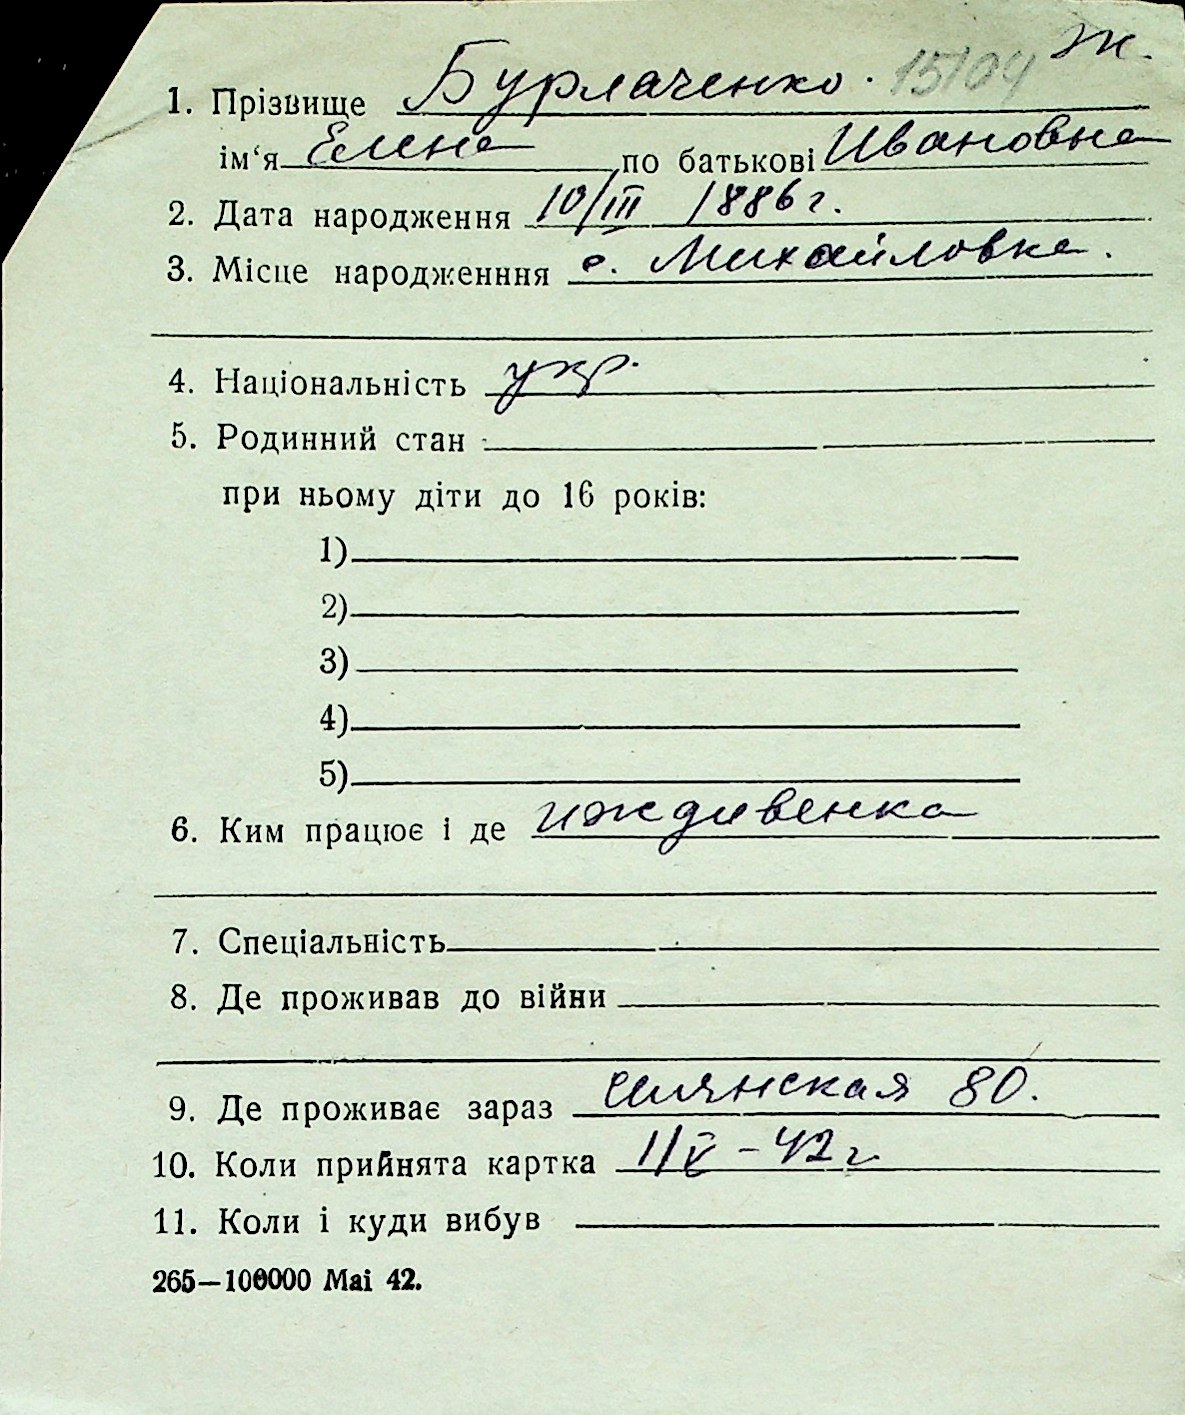 ж.
15104
1. Прізвище Бурлаченко.
ім‘я Елена по батькові Ивановна
2. Дата народження 10/III 1886 г.
3. Місце народженння с. Михайловка.
4. Національність укр.
5. Родинний стан
при ньому діти до 16 років:
1)
2)
3)
4)
5)
6. Ким працює і де иждивенка
7. Спеціальність
8. Де проживав до війни
9. Де проживає зараз 80.
10. Коли прийнята картка 1/V – 42 г.
11. Коли і куди вибув
265—100000 Mai 42.